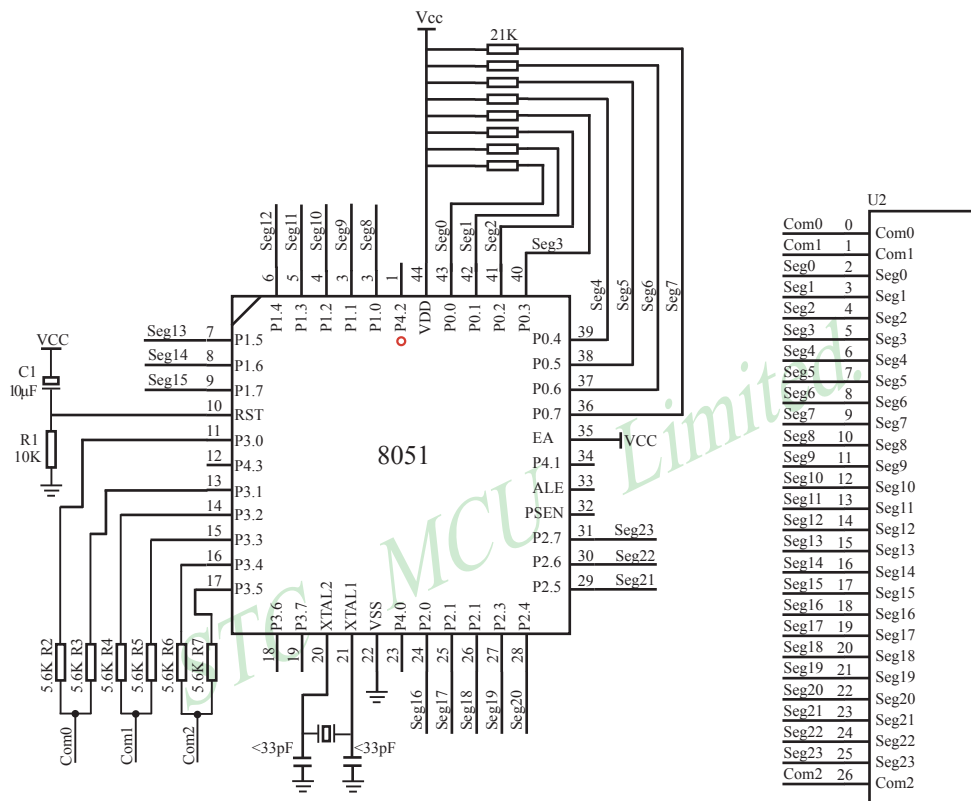 Vcc
21K
Seg12
Seg11
Seg10
Seg9
Seg8
Seg0
Seg1
Seg2
Seg3
Seg4
Seg5
Seg6
Seg7
6
5
4
3
3
1
44
43
42
41
40
P1.4
P1.3
P1.2
P1.1
P1.0
P4.2
VDD
P0.0
P0.1
P0.2
P0.3
Seg13 7 P1.5
Seg14 8 P1.6
Seg15 9 P1.7
10 RST
11 P3.0
12 P4.3
13 P3.1
14 P3.2
15 P3.3
16 P3.4
17 P3.5
VCC
C1
10µF
R1
10K
8051
P0.4 39
P0.5 38
P0.6 37
P0.7 36
EA 35 VCC
P4.1 34
ALE 33
PSEN 32
P2.7 31 Seg23
P2.6 30 Seg22
P2.5 29 Seg21
P3.6
P3.7
XTAL2
XTAL1
VSS
P4.0
P2.0
P2.1
P2.1
P2.3
P2.4
18
19
20
21
22
23
24
25
26
27
28
Seg16
Seg17
Seg18
Seg19
Seg20
5.6K R2
5.6K R3
5.6K R4
5.6K R5
5.6K R6
5.6K R7
Com0
Com1
Com2
<33pF
<33pF
STC MCU Limited.
U2
Com0 0 Com0
Com1 1 Com1
Seg0 2 Seg0
Seg1 3 Seg1
Seg2 4 Seg2
Seg3 5 Seg3
Seg4 6 Seg4
Seg5 7 Seg5
Seg6 8 Seg6
Seg7 9 Seg7
Seg8 10 Seg8
Seg9 11 Seg9
Seg10 12 Seg10
Seg11 13 Seg11
Seg12 14 Seg12
Seg13 15 Seg13
Seg14 16 Seg14
Seg15 17 Seg15
Seg16 18 Seg16
Seg17 19 Seg17
Seg18 20 Seg18
Seg19 21 Seg19
Seg20 22 Seg20
Seg21 23 Seg21
Seg22 24 Seg22
Seg23 25 Seg23
Com2 26 Com2